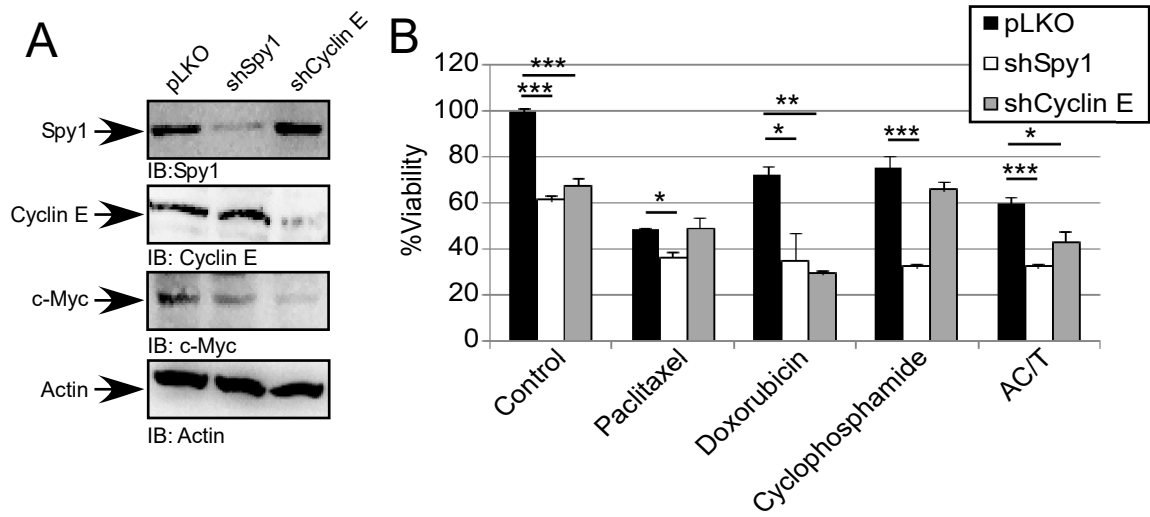 A
pLKO
shSpy1
shCyclin E
Spy1
IB:Spy1
Cyclin E
IB: Cyclin E
c-Myc
IB: c-Myc
Actin
IB: Actin
B
pLKO
shSpy1
shCyclin E
%Viability
120
100
80
60
40
20
0
***
***
*
**
*
***
*
***
Control
Paclitaxel
Doxorubicin
Cyclophosphamide
AC/T